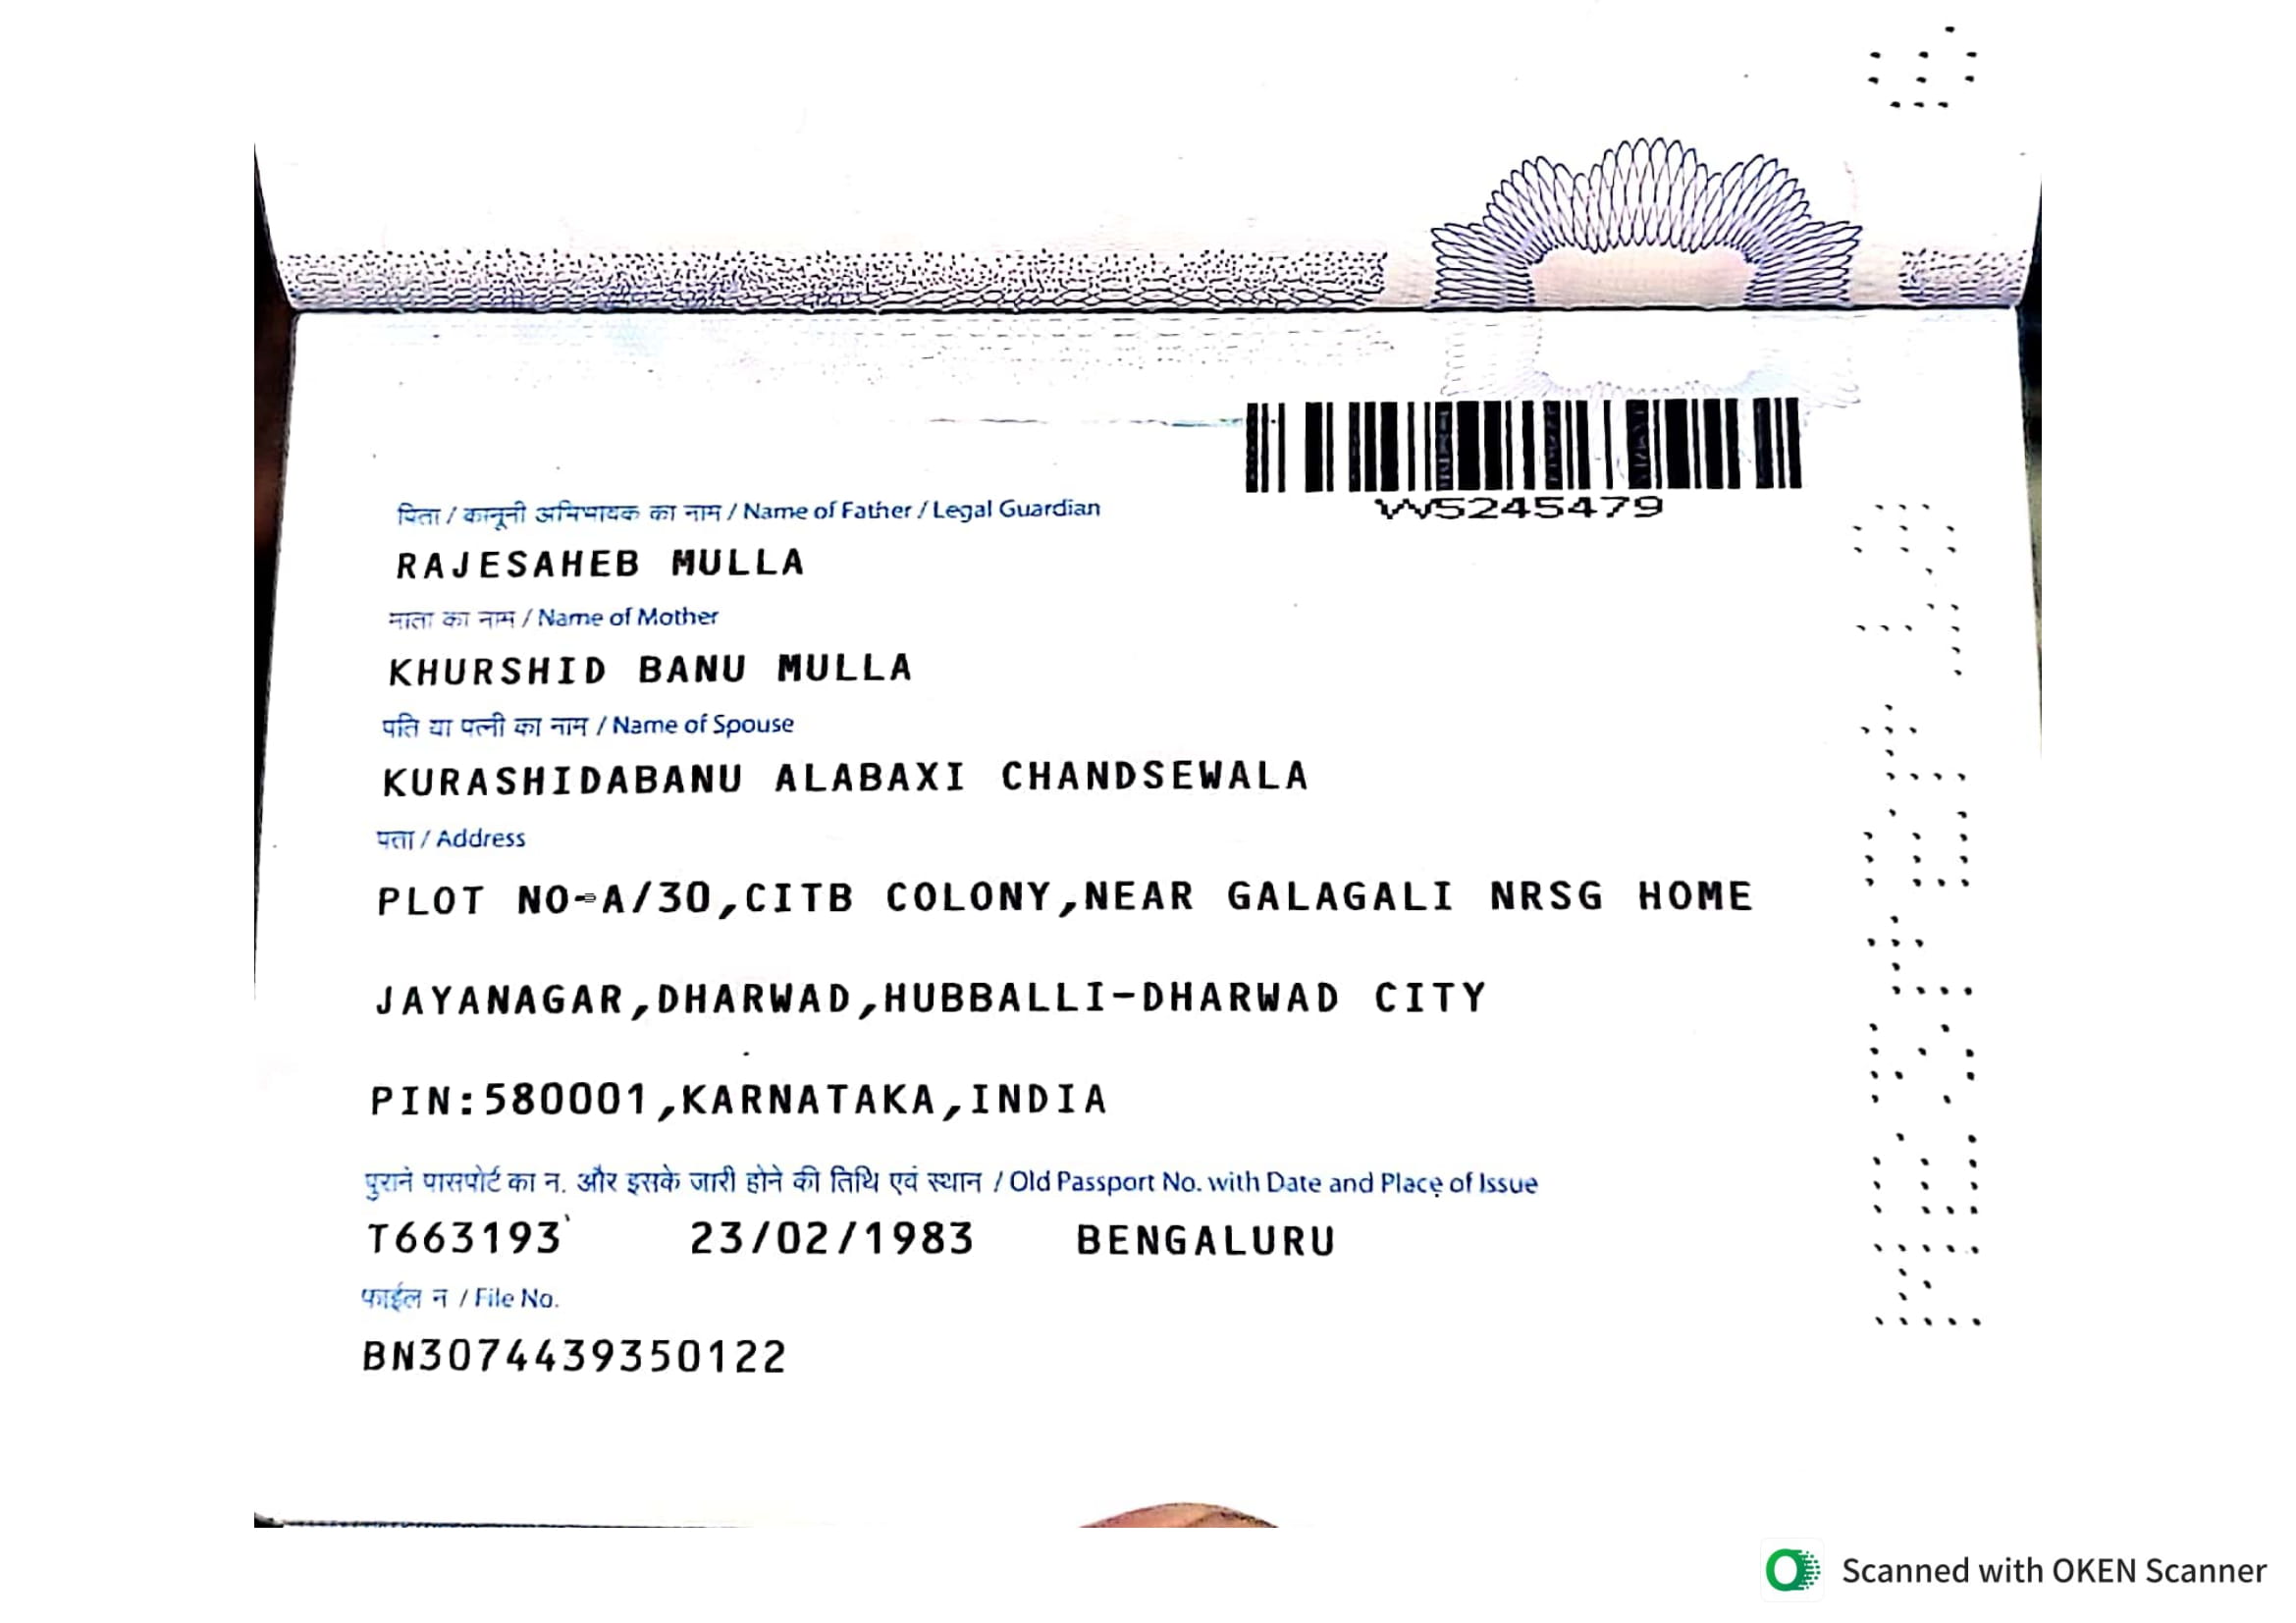 VV5245479
पिता / कानूनी अभिभावक का नाम / Name of Father / Legal Guardian
RAJESAHEB MULLA
माता का नाम / Name of Mother
KHURSHID BANU MULLA
पति या पत्नी का नाम / Name of Spouse
KURASHIDABANU ALABAXI CHANDSEWALA
पता / Address
PLOT NO-A/30,CITB COLONY,NEAR GALAGALI NRSG HOME
JAYANAGAR,DHARWAD,HUBBALLI-DHARWAD CITY
PIN:580001,KARNATAKA,INDIA
पुराने पासपोर्ट का न. और इसके जारी होने की तिथि एवं स्थान / Old Passport No. with Date and Place of Issue
T663193 23/02/1983 BENGALURU
फाईल न / File No.
BN3074439350122
Scanned with OKEN Scanner